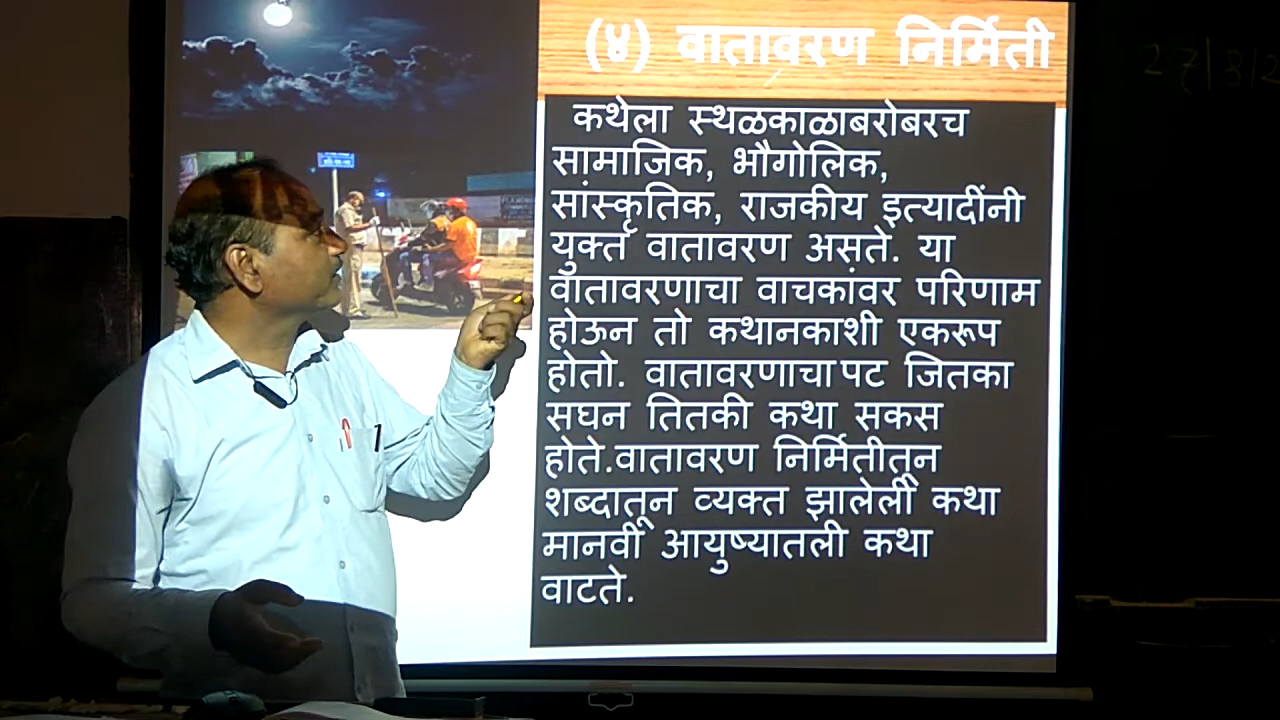 (४) वातावरण निर्मिती
कथेला स्थळकाळाबरोबरच
सामाजिक, भौगोलिक,
सांस्कृतिक, राजकीय इत्यादींनी
युक्त वातावरण असते. या
वातावरणाचा वाचकांवर परिणाम
होऊन तो कथानकाशी एकरूप
होतो. वातावरणाचा पट जितका
सघन तितकी कथा सकस
होते.वातावरण निर्मितीतून
शब्दातून व्यक्त झालेली कथा
मानवी आयुष्यातली कथा
वाटते.